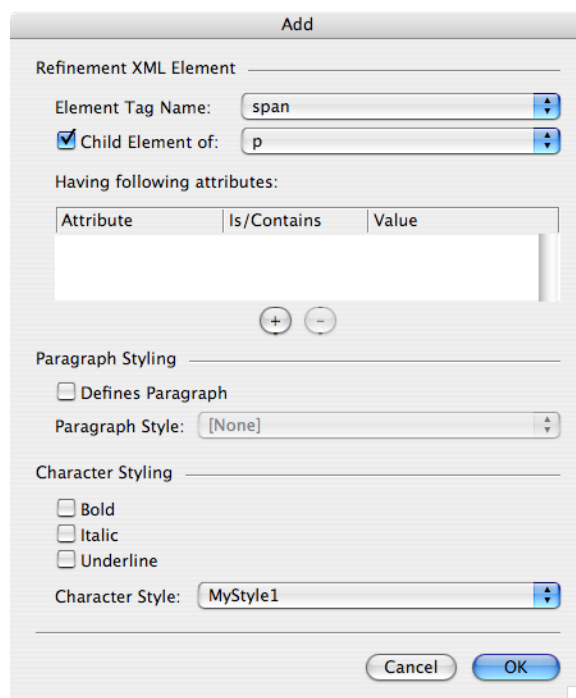 Add
Refinement XML Element
Element Tag Name: span
Child Element of: p
Having following attributes:
Attribute Is/Contains Value
+ -
Paragraph Styling
Defines Paragraph
Paragraph Style: [None]
Character Styling
Bold
Italic
Underline
Character Style: MyStyle1
Cancel OK